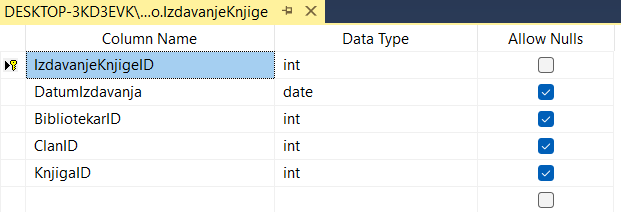 DESKTOP-3KD3EVK\...o.IzdavanjeKnjige
Column Name Data Type Allow Nulls
IzdavanjeKnjigeID int
DatumIzdavanja date
BibliotekarID int
ClanID int
KnjigaID int